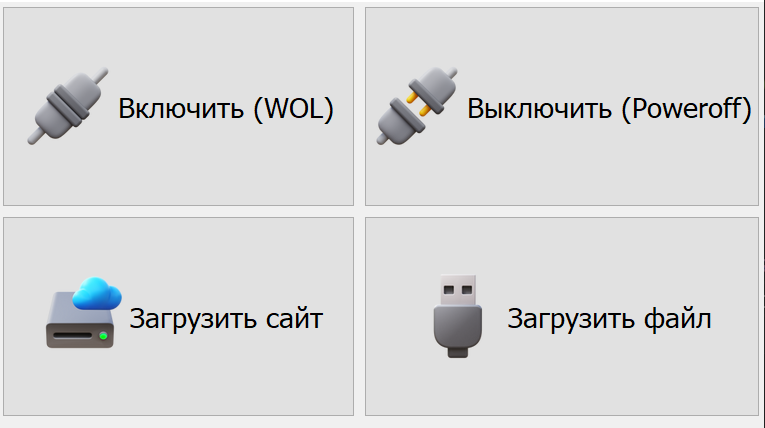 Включить (WOL)
Выключить (Poweroff)
Загрузить сайт
Загрузить файл